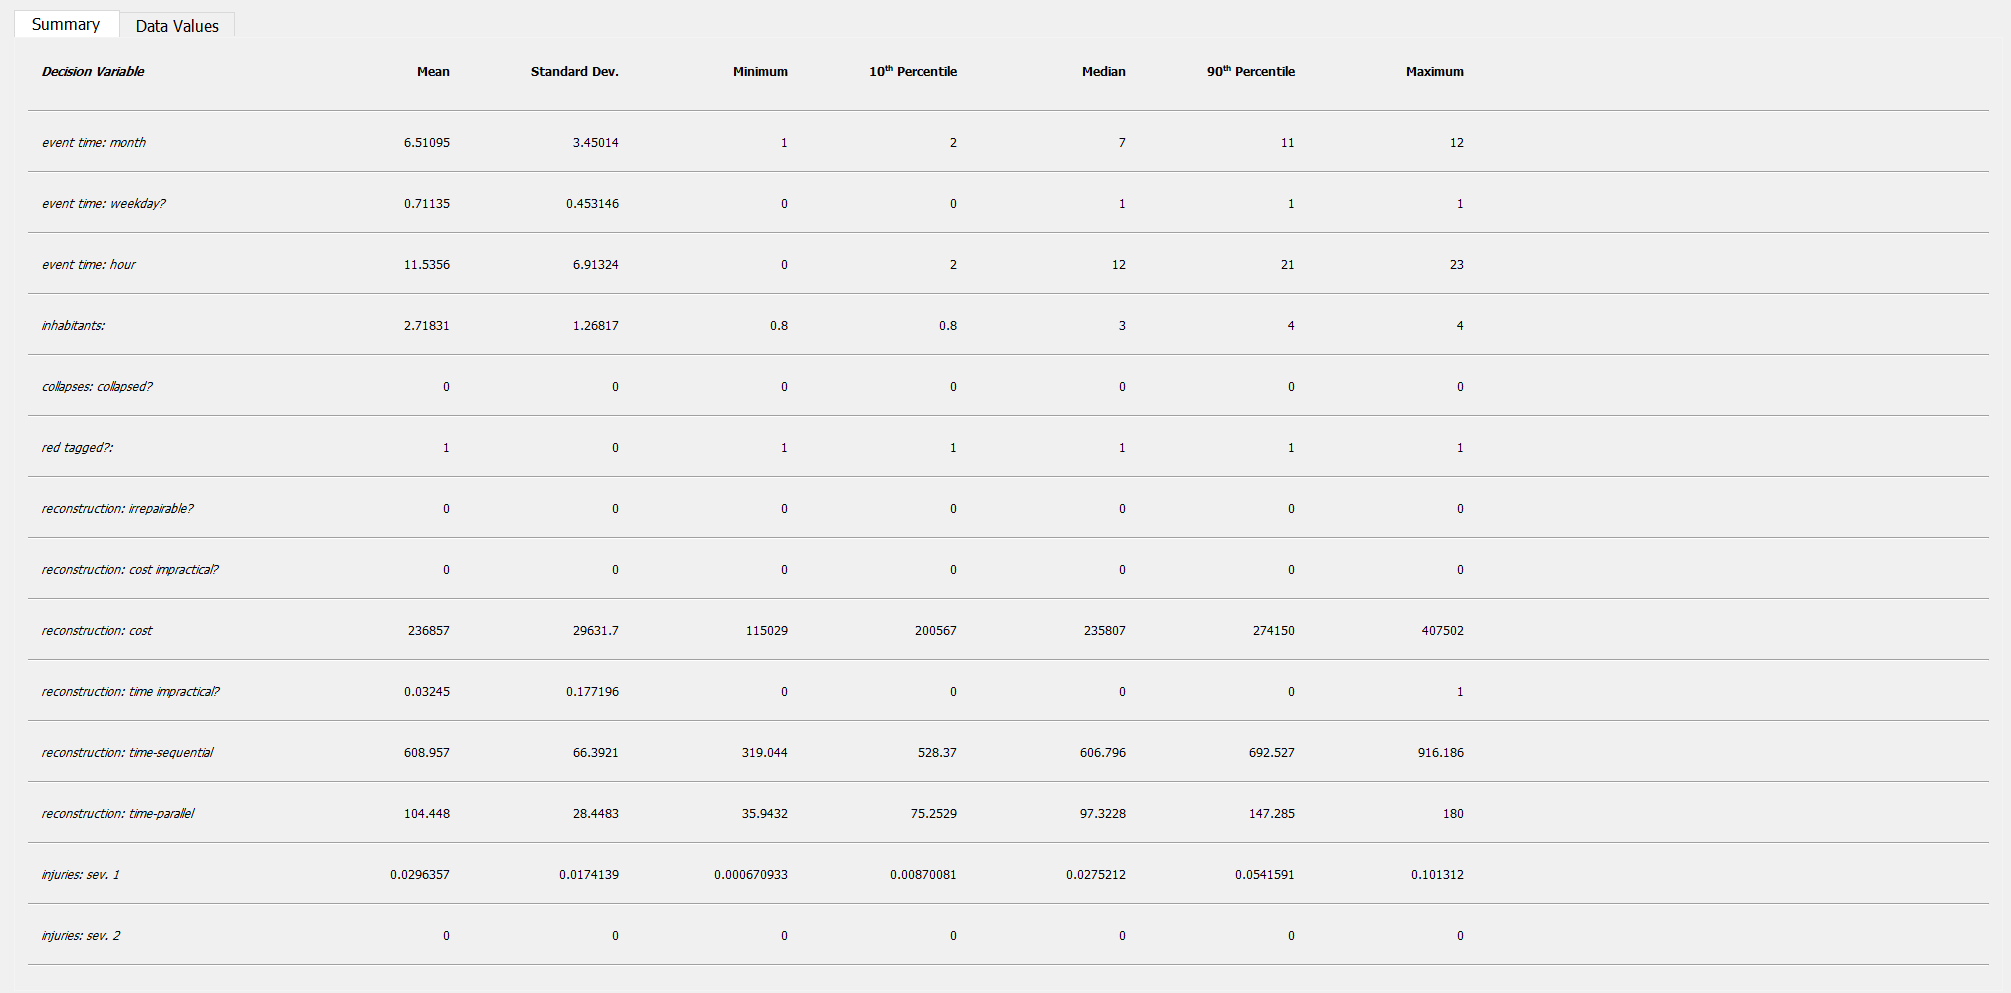 Summary Data Values
Decision Variable Mean Standard Dev. Minimum 10th Percentile Median 90th Percentile Maximum
event time: month 6.51095 3.45014 1 2 7 11 12
event time: weekday? 0.71135 0.453146 0 0 1 1 1
event time: hour 11.5356 6.91324 0 2 12 21 23
inhabitants: 2.71831 1.26817 0.8 0.8 3 4 4
collapses: collapsed? 0 0 0 0 0 0 0
red tagged?: 1 0 1 1 1 1 1
reconstruction: irrepairable? 0 0 0 0 0 0 0
reconstruction: cost impractical? 0 0 0 0 0 0 0
reconstruction: cost 236857 29631.7 115029 200567 235807 274150 407502
reconstruction: time impractical? 0.03245 0.177196 0 0 0 0 1
reconstruction: time-sequential 608.957 66.3921 319.044 528.37 606.796 692.527 916.186
reconstruction: time-parallel 104.448 28.4483 35.9432 75.2529 97.3228 147.285 180
injuries: sev. 1 0.0296357 0.0174139 0.000670933 0.00870081 0.0275212 0.0541591 0.101312
injuries: sev. 2 0 0 0 0 0 0 0